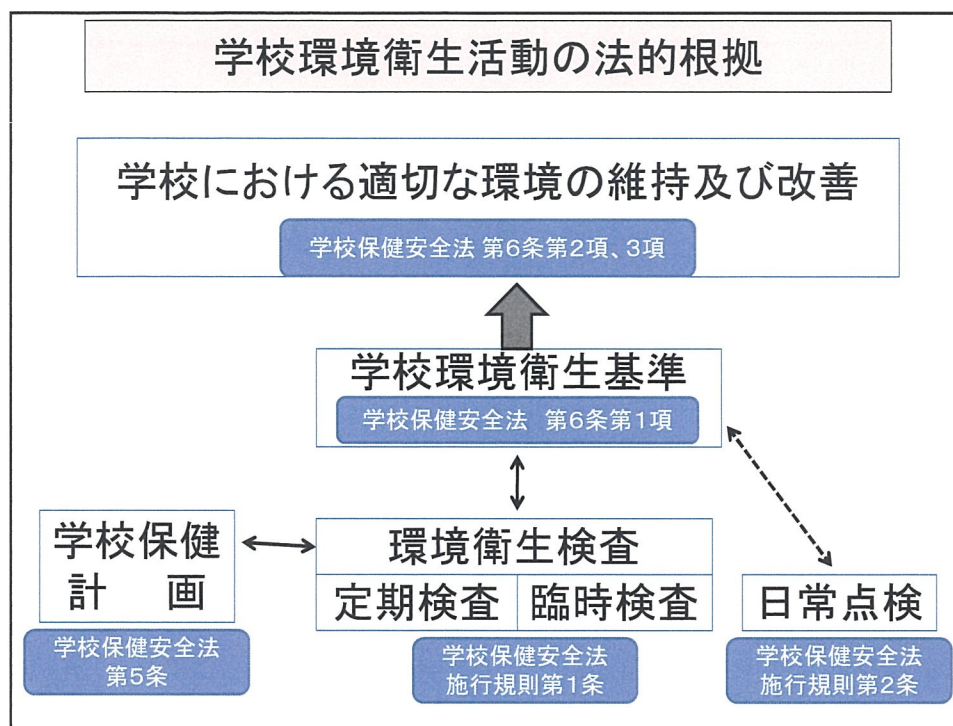 学校環境衛生活動の法的根拠
学校における適切な環境の維持及び改善
学校保健安全法 第6条第2項、3項
学校環境衛生基準
学校保健安全法 第6条第1項
学校保健
計 画
学校保健安全法
第5条
環境衛生検査
定期検査
臨時検査
学校保健安全法
施行規則第1条
日常点検
学校保健安全法
施行規則第2条